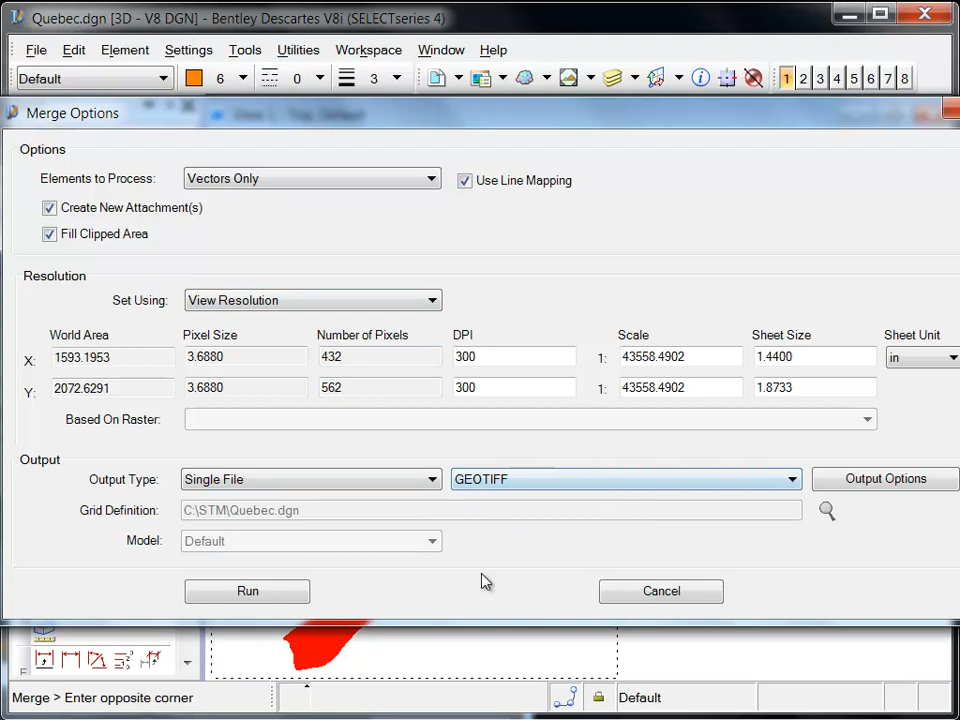 Quebec.dgn [3D - V8 DGN] - Bentley Descartes V8i (SELECTseries 4)
File Edit Element Settings Tools Utilities Workspace Window Help
Default 6 0 3 1 2 3 4 5 6 7 8
Merge Options
Options
Elements to Process: Vectors Only Use Line Mapping
Create New Attachment(s)
Fill Clipped Area
Resolution
Set Using: View Resolution
World Area Pixel Size Number of Pixels DPI Scale Sheet Size Sheet Unit
X: 1593.1953 3.6880 432 300 1: 43558.4902 1.4400 in
Y: 2072.6291 3.6880 562 300 1: 43558.4902 1.8733
Based On Raster:
Output
Output Type: Single File GEOTIFF Output Options
Grid Definition: C:\STM\Quebec.dgn
Model: Default
Run Cancel
Merge > Enter opposite corner Default